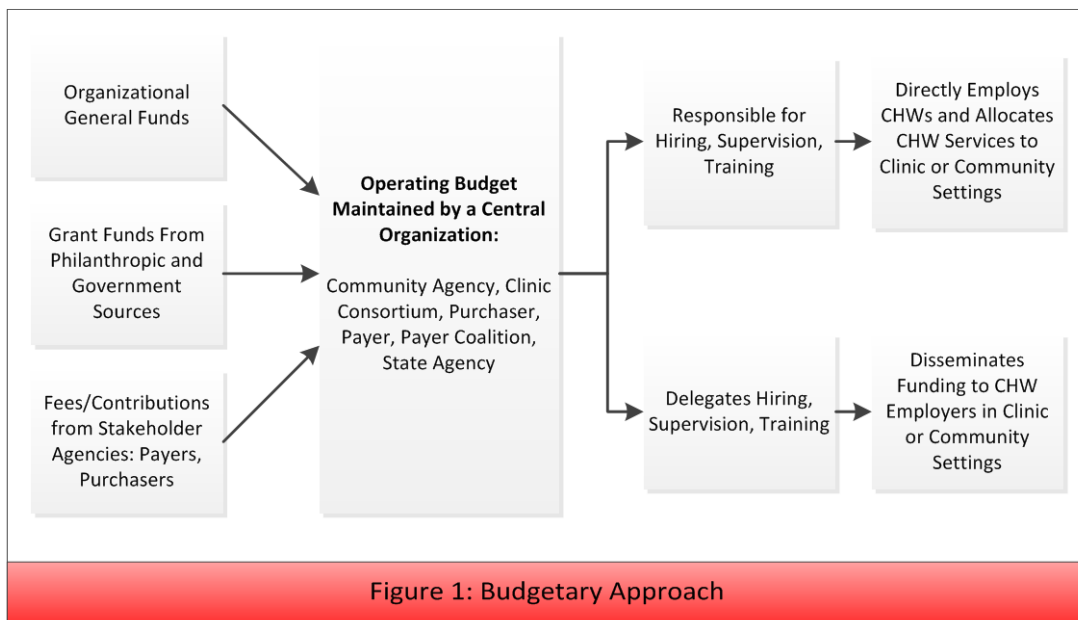 Organizational
General Funds
Grant Funds From
Philanthropic and
Government
Sources
Fees/Contributions
from Stakeholder
Agencies: Payers,
Purchasers
Operating Budget
Maintained by a Central
Organization:
Community Agency, Clinic
Consortium, Purchaser,
Payer, Payer Coalition,
State Agency
Responsible for
Hiring, Supervision,
Training
Directly Employs
CHWs and Allocates
CHW Services to
Clinic or Community
Settings
Delegates Hiring,
Supervision, Training
Disseminates
Funding to CHW
Employers in Clinic
or Community
Settings
Figure 1: Budgetary Approach